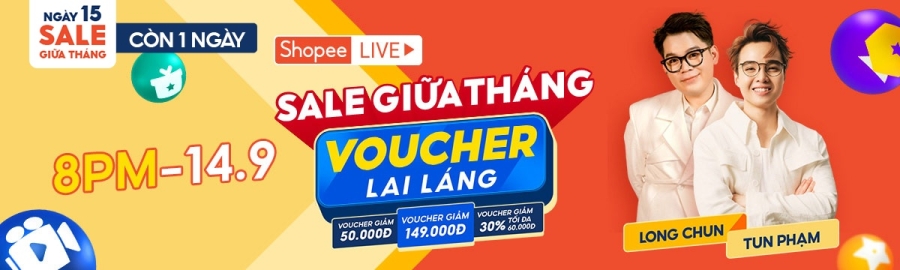 NGÀY 15
SALE
GIỮA THÁNG
CÒN 1 NGÀY
Shopee LIVE
SALE GIỮA THÁNG
VOUCHER
LAI LÁNG
8PM-14.9
VOUCHER GIẢM
50.000Đ
VOUCHER GIẢM
149.000Đ
VOUCHER GIẢM
30% TỐI ĐA
60.000Đ
LONG CHUN
TUN PHẠM